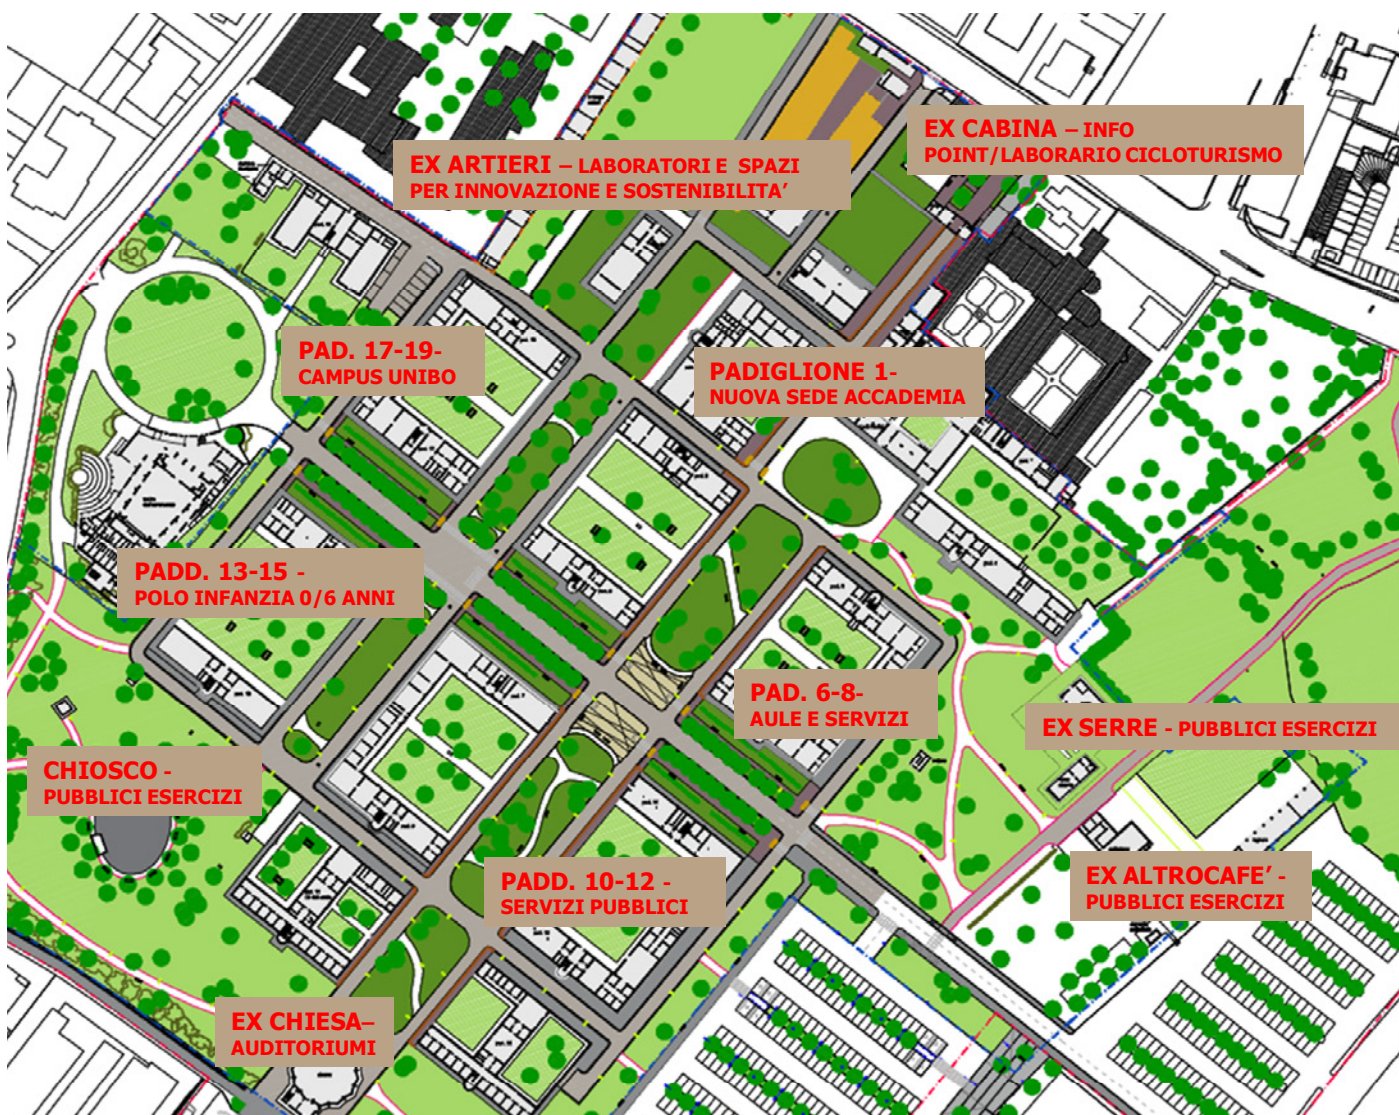 EX CABINA – INFO
POINT/LABORARIO CICLOTURISMO
EX ARTIERI – LABORATORI E SPAZI
PER INNOVAZIONE E SOSTENIBILITA’
PAD. 17-19-
CAMPUS UNIBO
PADIGLIONE 1-
NUOVA SEDE ACCADEMIA
PADD. 13-15 -
POLO INFANZIA 0/6 ANNI
PAD. 6-8-
AULE E SERVIZI
EX SERRE - PUBBLICI ESERCIZI
CHIOSCO -
PUBBLICI ESERCIZI
PADD. 10-12 -
SERVIZI PUBBLICI
EX ALTROCAFE’ -
PUBBLICI ESERCIZI
EX CHIESA–
AUDITORIUMI